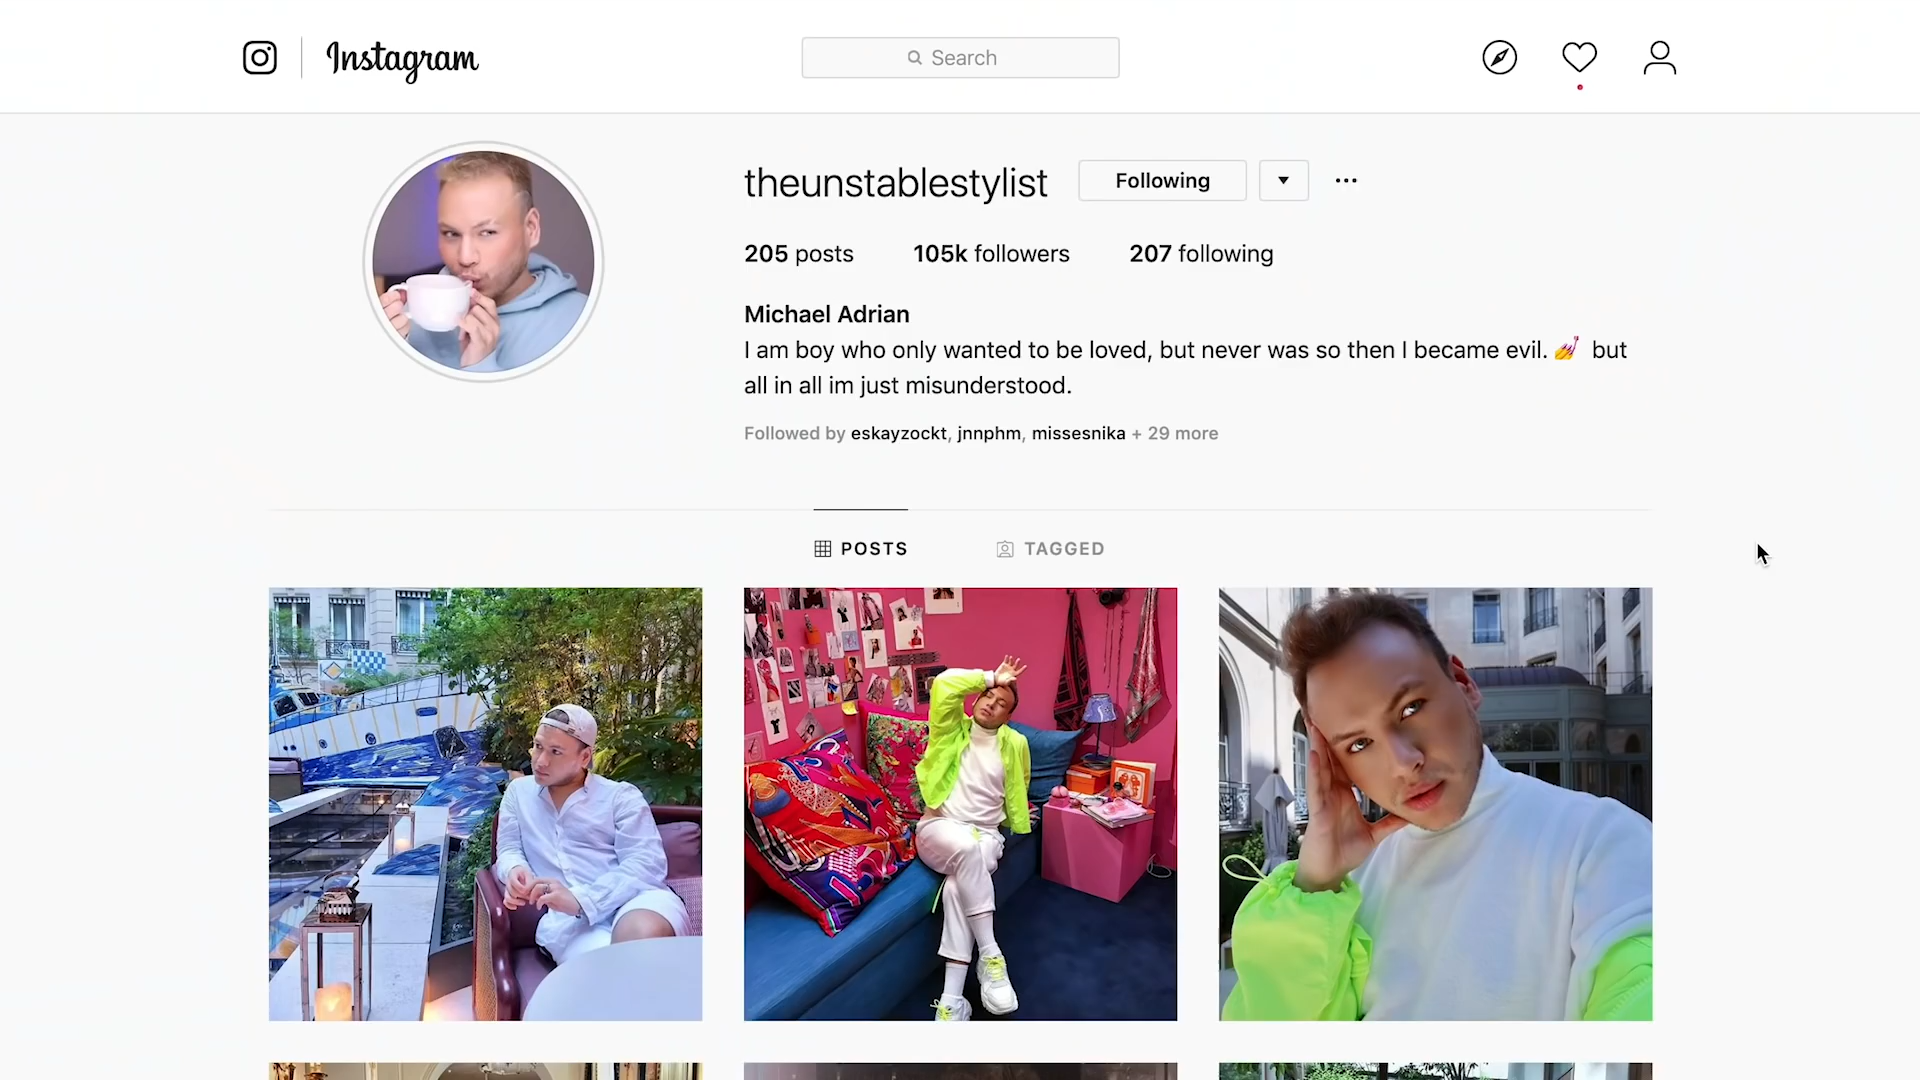 Instagram
Search
theunstablestylist
Following
205 posts 105k followers 207 following
Michael Adrian
I am boy who only wanted to be loved, but never was so then I became evil. 💅 but
all in all im just misunderstood.
Followed by eskayzockt, jnnphm, missesnika + 29 more
POSTS TAGGED